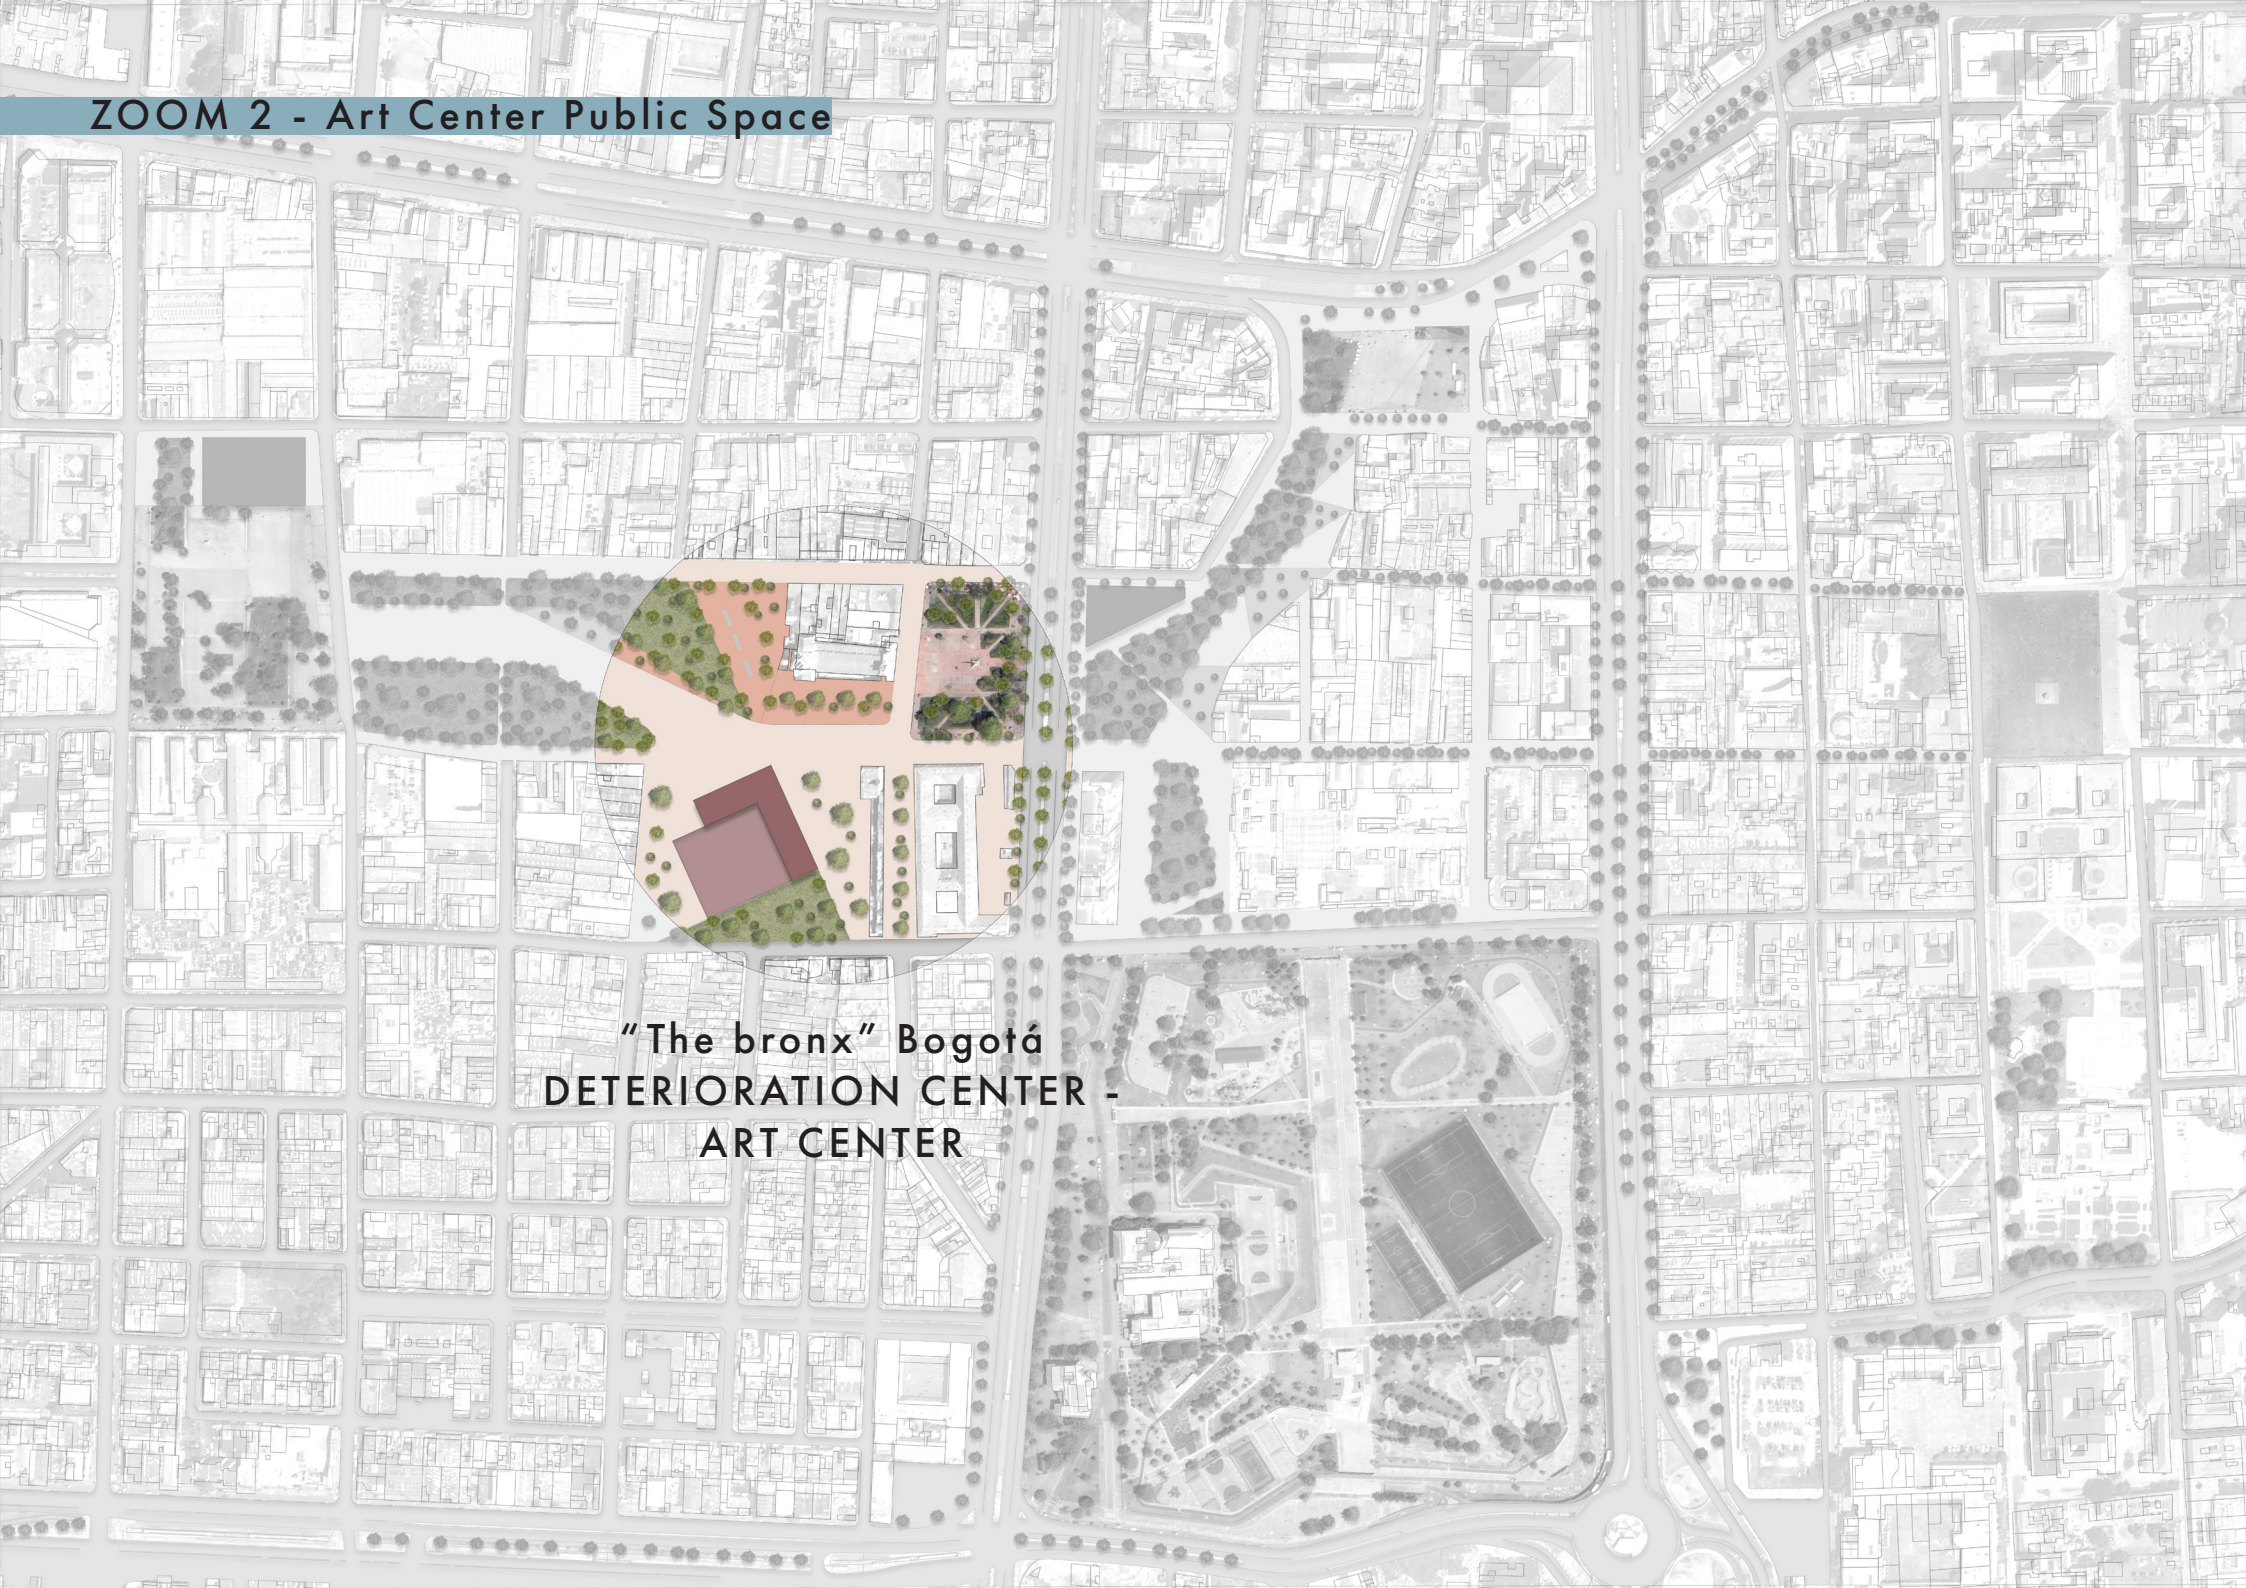 ZOOM 2 - Art Center Public Space
“The bronx” Bogotá
DETERIORATION CENTER -
ART CENTER